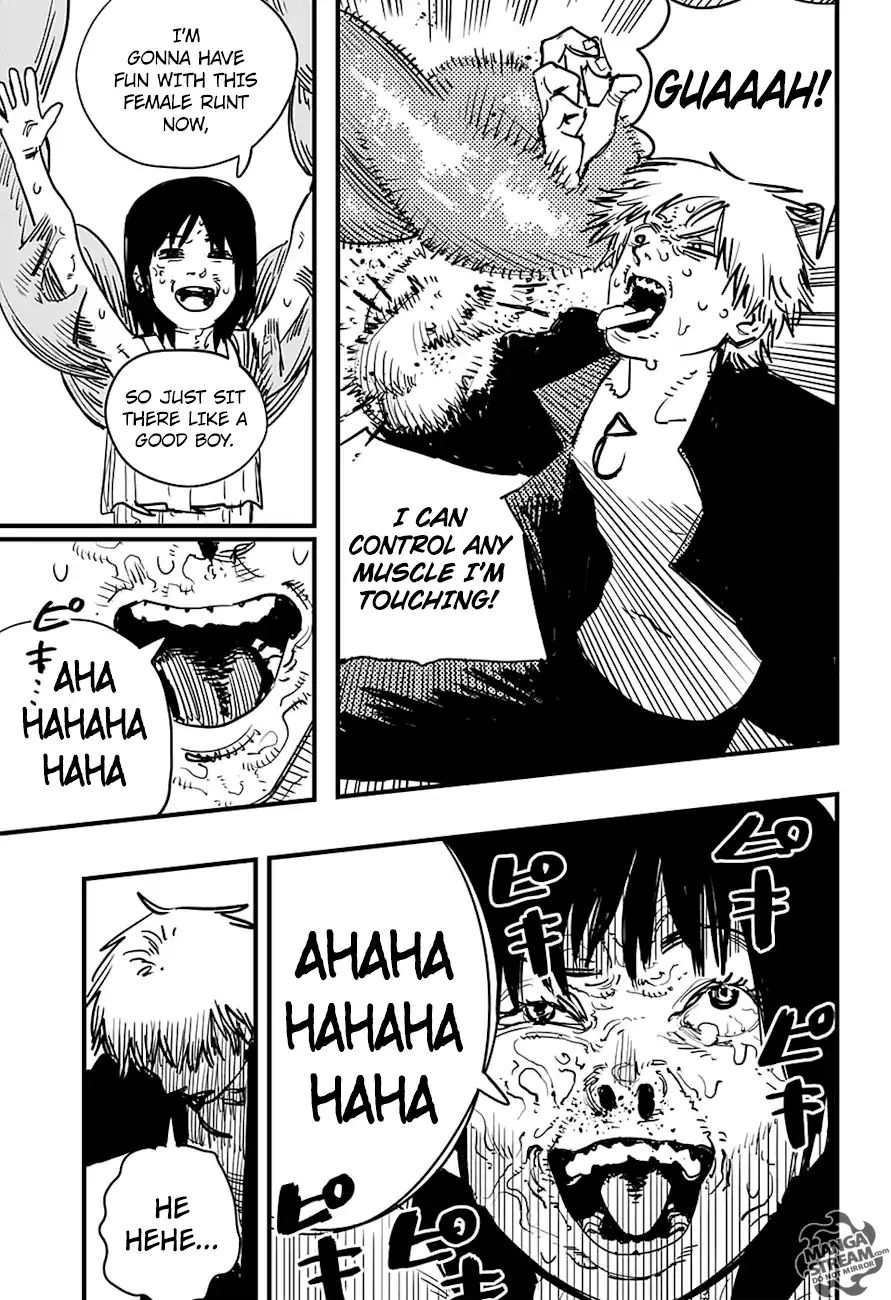 GUAAAH!
I CAN
CONTROL ANY
MUSCLE I'M
TOUCHING!
I'M
GONNA HAVE
FUN WITH THIS
FEMALE RUNT
NOW,
SO JUST SIT
THERE LIKE A
GOOD BOY.
ピキ…
AHA
HAHAHA
HAHA
ピキ
ピキ
ピキ
AHAHA
HAHAHA
HAHA
ピキ
HE
HEHE...
MANGA
STREAM.com
DO NOT MIRROR